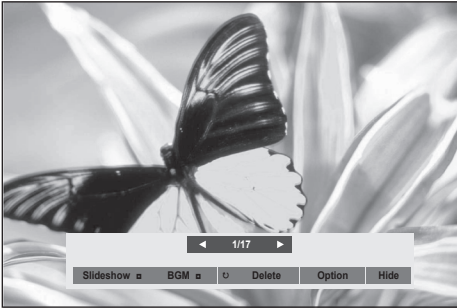 ◄ 1/17 ►
Slideshow ◘ BGM ◘ ↻ Delete Option Hide